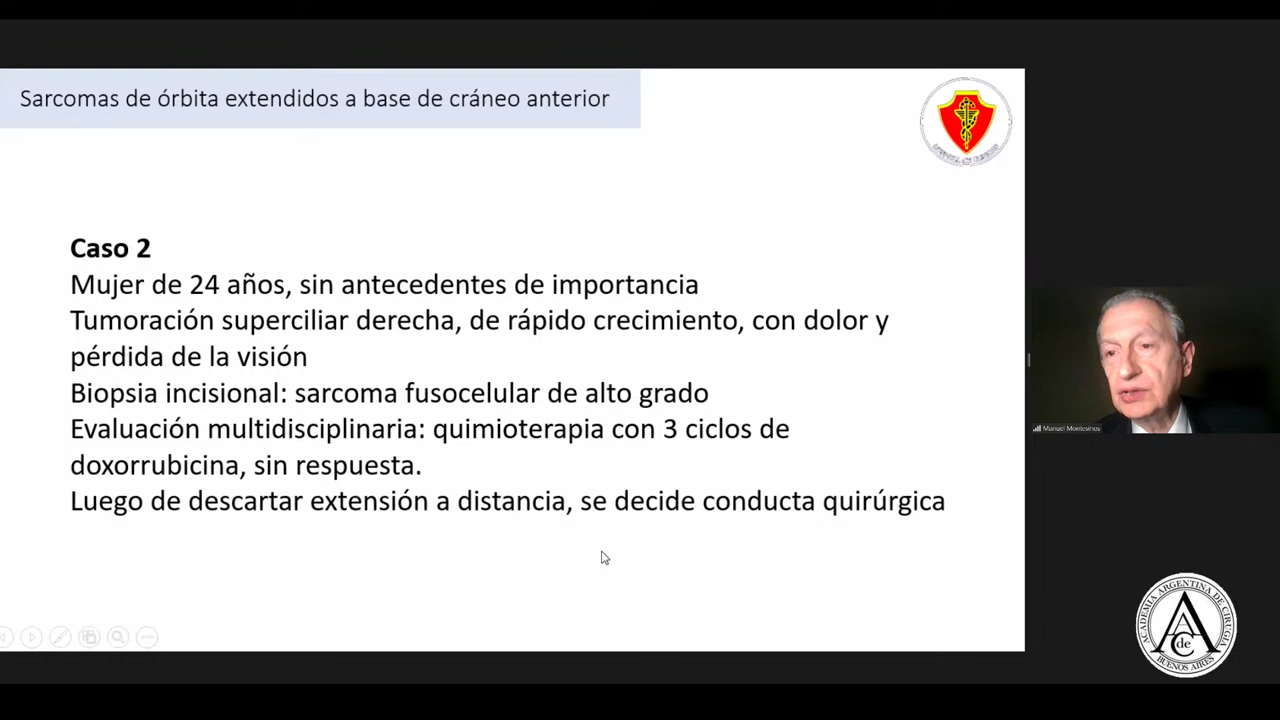 Sarcomas de órbita extendidos a base de cráneo anterior
Caso 2
Mujer de 24 años, sin antecedentes de importancia
Tumoración superciliar derecha, de rápido crecimiento, con dolor y
pérdida de la visión
Biopsia incisional: sarcoma fusocelular de alto grado
Evaluación multidisciplinaria: quimioterapia con 3 ciclos de
doxorrubicina, sin respuesta.
Luego de descartar extensión a distancia, se decide conducta quirúrgica
Manuel Montesinos
ACADEMIA ARGENTINA DE CIRUGIA
A de C
BUENOS AIRES